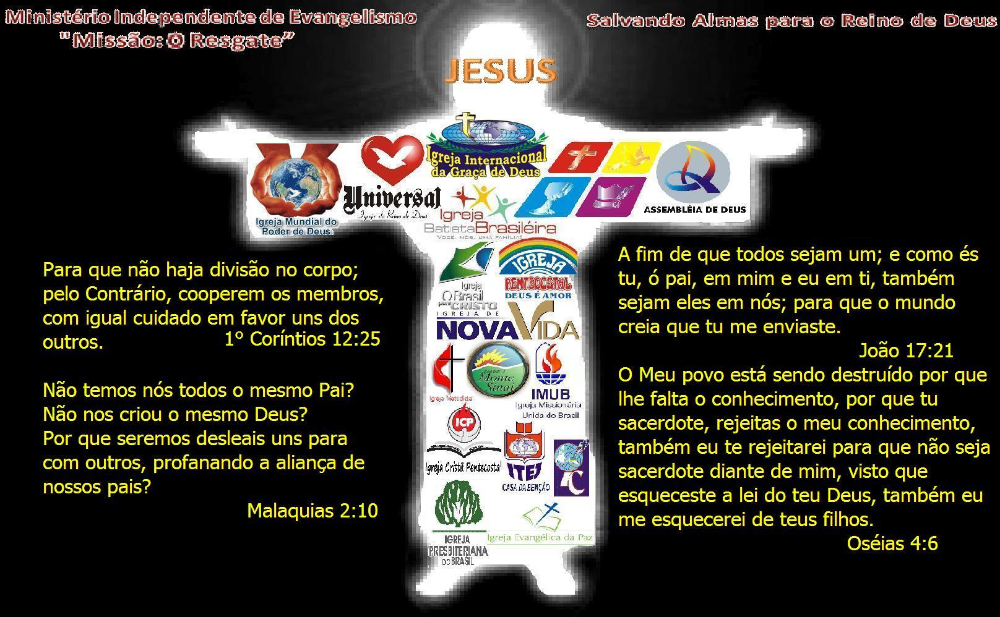 Ministério Independente de Evangelismo
"Missão: O Resgate”
Salvando Almas para o Reino de Deus
JESUS
Igreja Internacional
da Graça de Deus
Igreja Mundial do
Poder de Deus
Universal
Igreja do Reino de Deus
Igreja
BatistaBrasiléira
VOCÊ, NÓS, UMA FAMÍLIA!
ASSEMBLÉIA DE DEUS
Igreja
O Brasil
para CRISTO
IGREJA
PENTECOSTAL
DEUS É AMOR
IGREJA DE
NOVA VIDA
Igreja Metodista
Monte
Sinai
IMUB
Igreja Missionária
Unida do Brasil
ICP
Igreja Cristã Pentecostal
ITEJ
CASA DA BENÇÃO
IC
IGREJA
PRESBITERIANA
DO BRASIL
Igreja Evangélica da Paz
Para que não haja divisão no corpo;
pelo Contrário, cooperem os membros,
com igual cuidado em favor uns dos
outros.
1° Coríntios 12:25
Não temos nós todos o mesmo Pai?
Não nos criou o mesmo Deus?
Por que seremos desleais uns para
com outros, profanando a aliança de
nossos pais?
Malaquias 2:10
A fim de que todos sejam um; e como és
tu, ó pai, em mim e eu em ti, também
sejam eles em nós; para que o mundo
creia que tu me enviaste.
João 17:21
O Meu povo está sendo destruído por que
lhe falta o conhecimento, por que tu
sacerdote, rejeitas o meu conhecimento,
também eu te rejeitarei para que não seja
sacerdote diante de mim, visto que
esqueceste a lei do teu Deus, também eu
me esquecerei de teus filhos.
Oséias 4:6